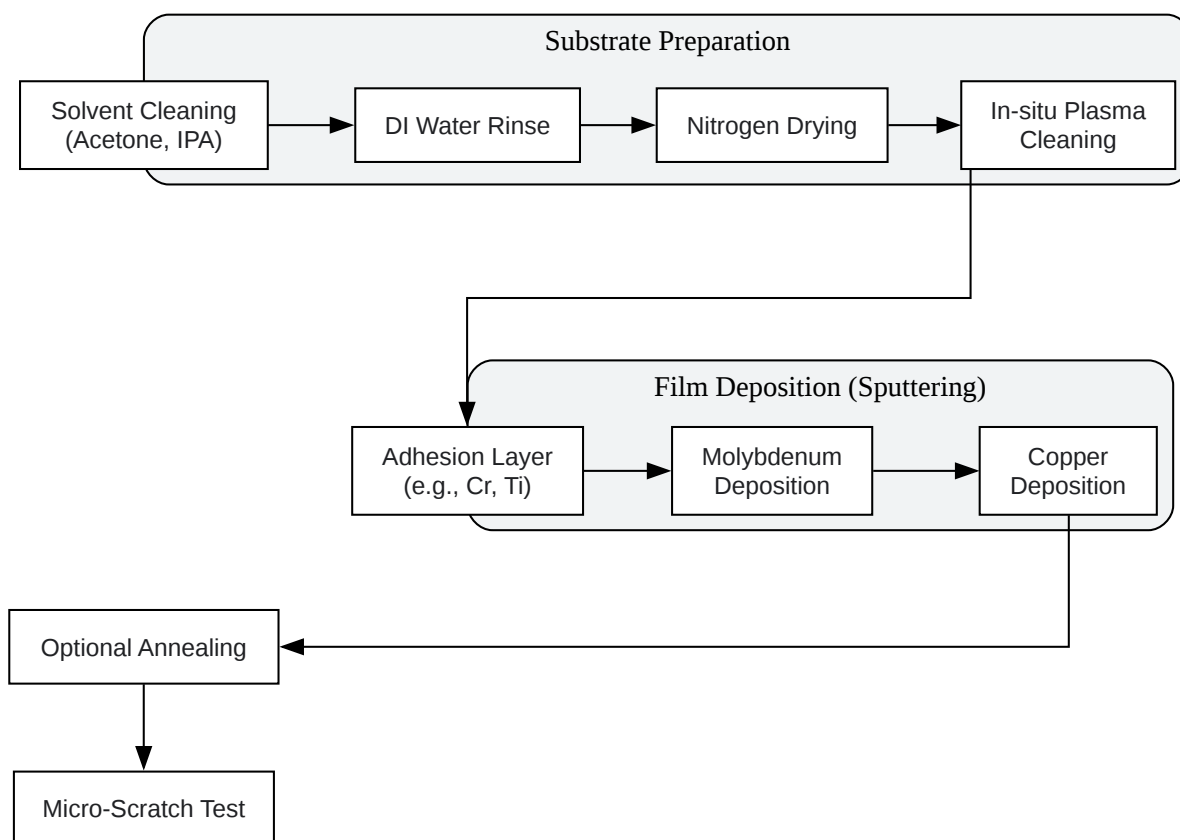 Substrate Preparation
Solvent Cleaning
(Acetone, IPA)
DI Water Rinse
Nitrogen Drying
In-situ Plasma
Cleaning
Film Deposition (Sputtering)
Adhesion Layer
(e.g., Cr, Ti)
Molybdenum
Deposition
Copper
Deposition
Optional Annealing
Micro-Scratch Test